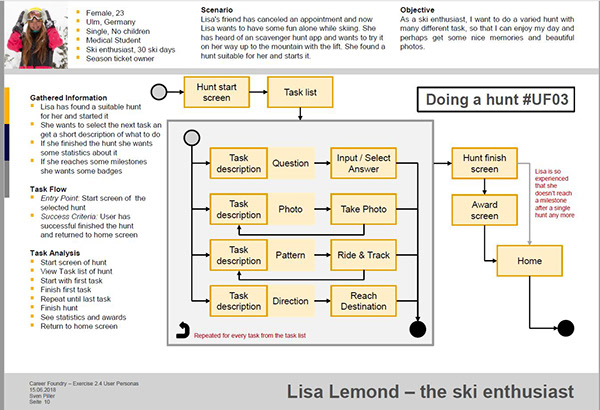 Female, 23
Ulm, Germany
Single, No children
Medical Student
Ski enthusiast, 30 ski days
Season ticket owner
Scenario
Lisa's friend has canceled an appointment and now
Lisa wants to have some fun alone while skiing. She
has heard of an scavenger hunt app and wants to try it
on her way up to the mountain with the lift. She found a
hunt suitable for her and starts it.
Objective
As a ski enthusiast, I want to do a varied hunt with
many different task, so that I can enjoy my day and
perhaps get some nice memories and beautiful
photos.
Gathered Information
Lisa has found a suitable hunt
for her and started it
She wants to select the next task an
get a short description of what to do
If she finished the hunt she wants
some statistics about it
If she reaches some milestones
she wants some badges
Task Flow
Entry Point: Start screen of the
selected hunt
Success Criteria: User has
successful finished the hunt
and returned to home screen
Task Analysis
Start screen of hunt
View Task list of hunt
Start with first task
Finish first task
Repeat until last task
Finish hunt
See statistics and awards
Return to home screen
Hunt start
screen
Task list
Doing a hunt #UF03
Task
description
Question
Input / Select
Answer
Task
description
Photo
Take Photo
Task
description
Pattern
Ride & Track
Task
description
Direction
Reach
Destination
Repeated for every task from the task list
Hunt finish
screen
Award
screen
Home
Lisa is so
experienced
that she
doesn't reach
a milestone
after a single
hunt any more
Career Foundry – Exercise 2.4 User Personas
15.08.2018
Sven Piller
Seite 10
Lisa Lemond – the ski enthusiast